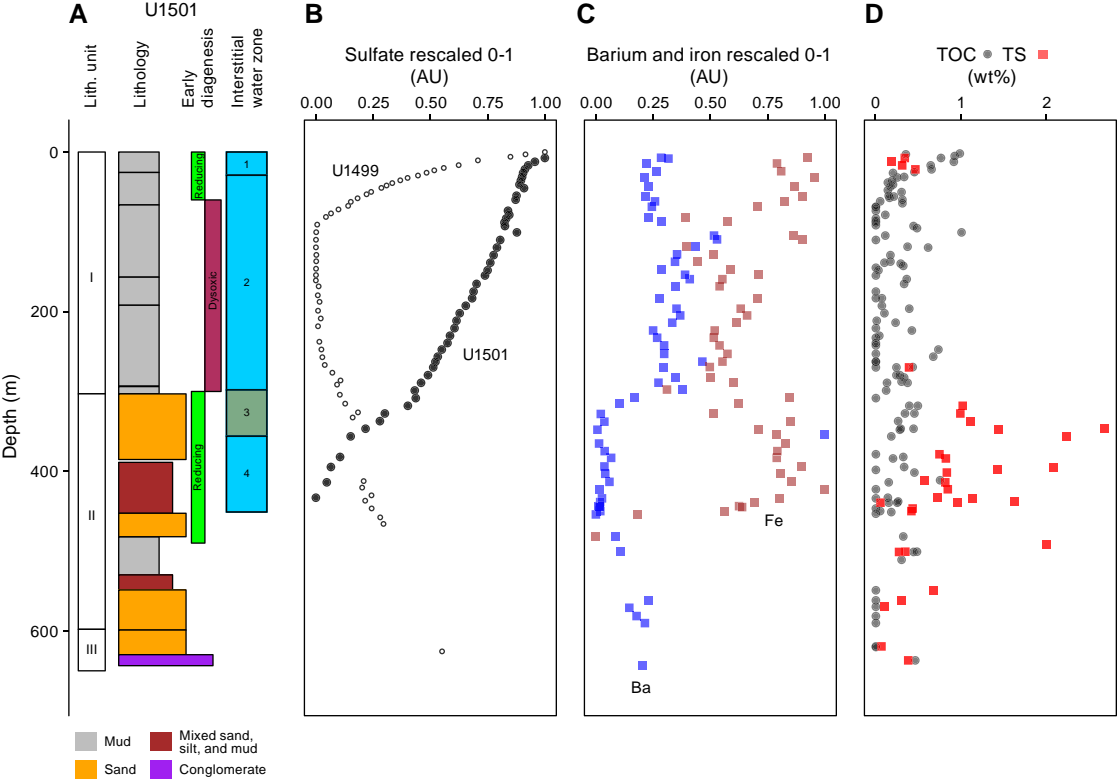 A
U1501
B
C
D
Lith. unit
Lithology
Early
diagenesis
Interstitial
water zone
Sulfate rescaled 0-1
(AU)
Barium and iron rescaled 0-1
(AU)
TOC TS
(wt%)
0.00 0.25 0.50 0.75 1.00
0.00 0.25 0.50 0.75 1.00
0 1 2
Depth (m)
0
200
400
600
I
II
III
Reducing
Dysoxic
Reducing
1
2
3
4
U1499
U1501
Fe
Ba
Mud
Mixed sand,
silt, and mud
Sand
Conglomerate